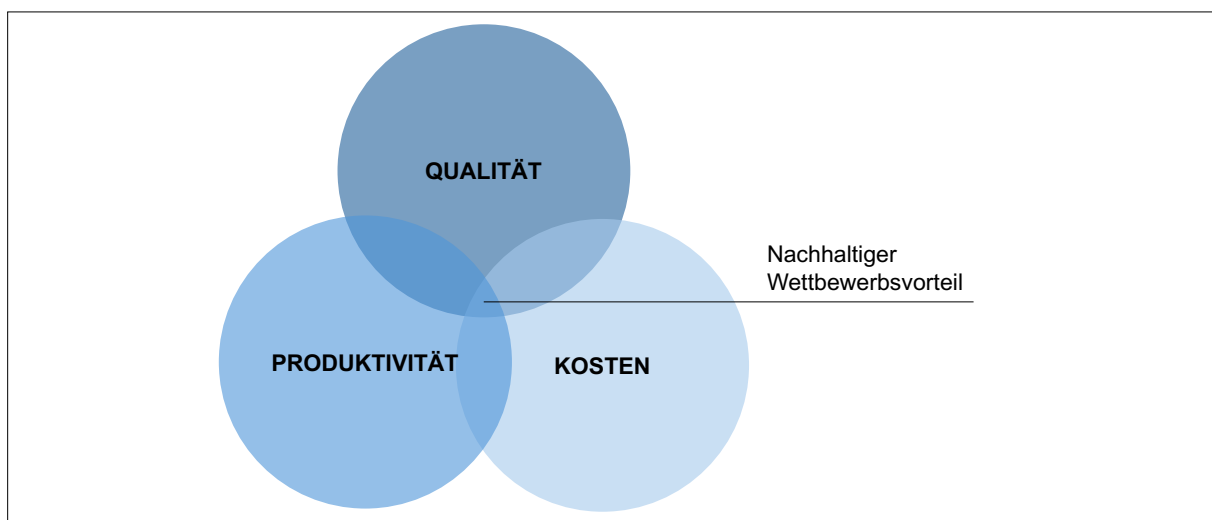 QUALITÄT
Nachhaltiger
Wettbewerbsvorteil
PRODUKTIVITÄT
KOSTEN